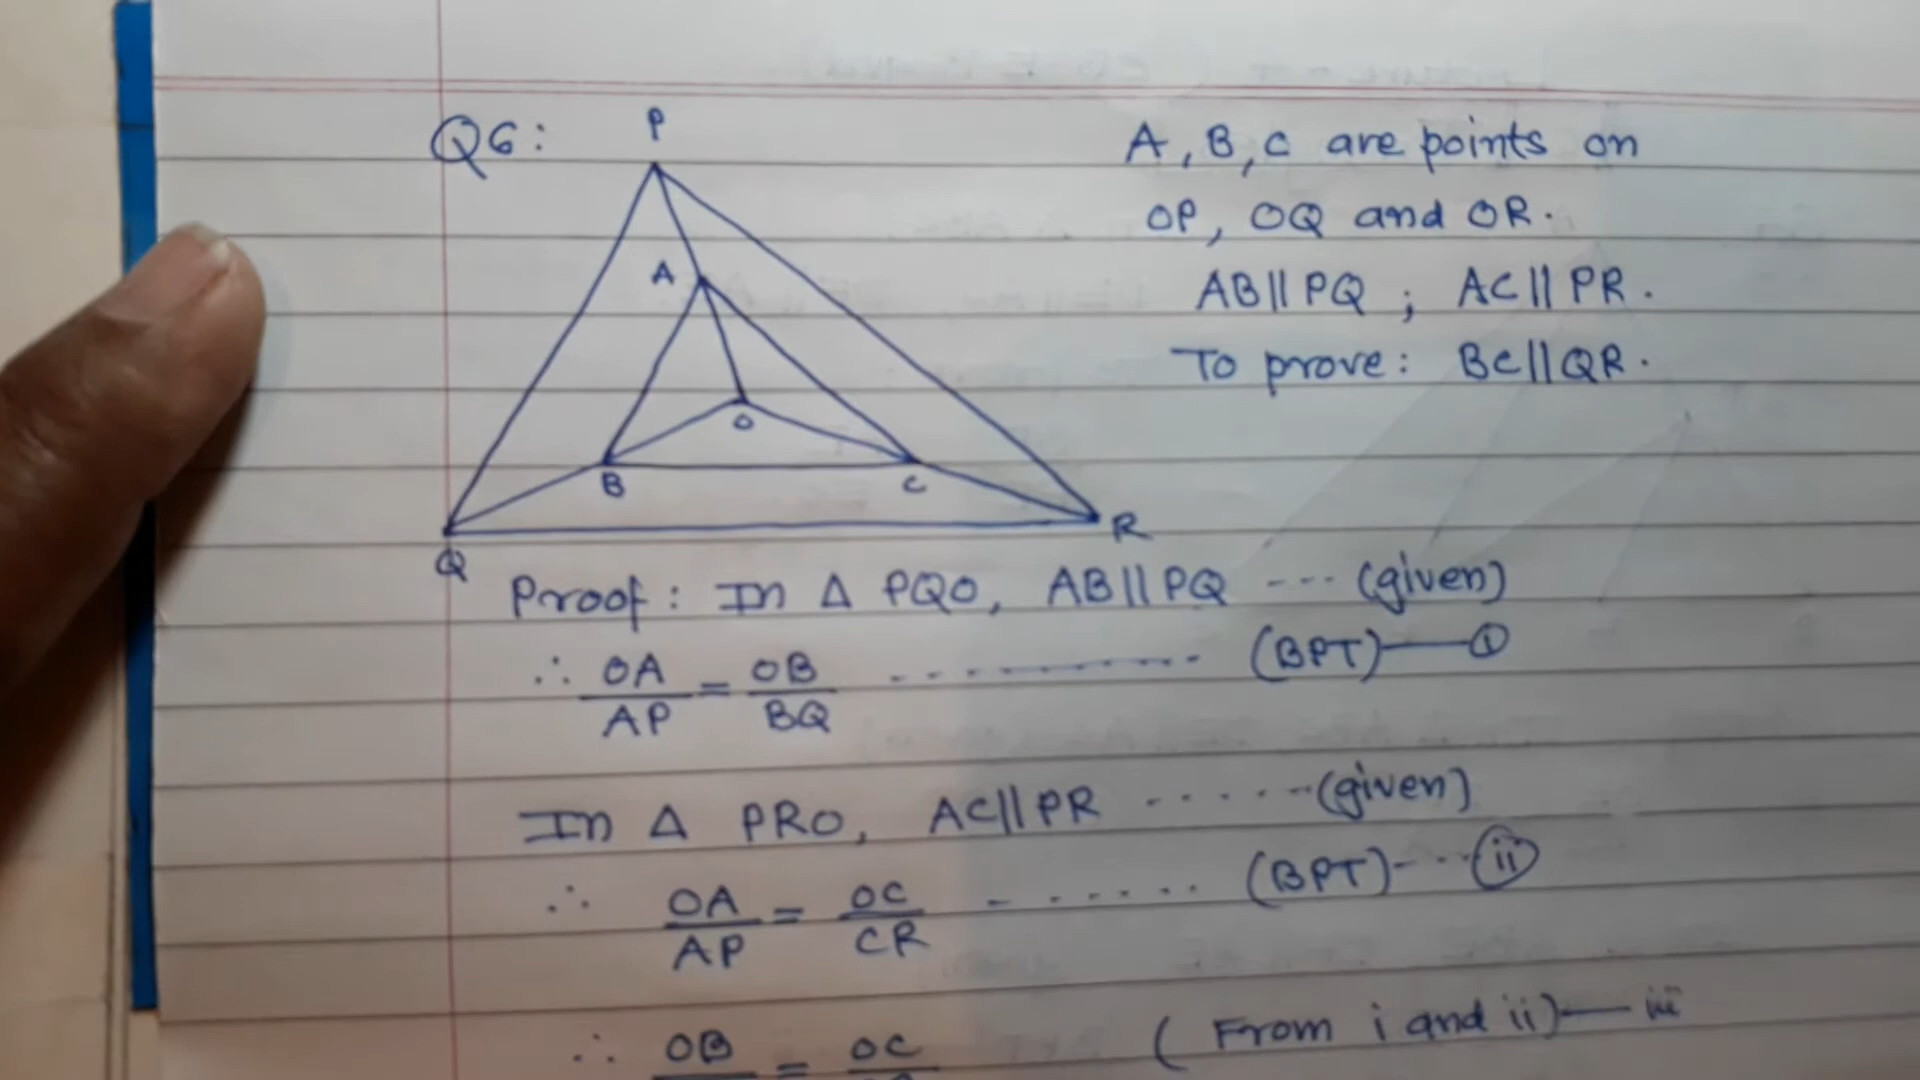 Q6:
P
A
O
B
C
Q
R
A, B, C are points on
OP, OQ and OR.
AB||PQ ; AC||PR.
To prove: BC||QR.
Proof: In Δ PQO, AB||PQ --- (given)
∴ OA/AP = OB/BQ ---------- (BPT)—①
In Δ PRO, AC||PR ------(given)
∴ OA/AP = OC/CR ------ (BPT)---ⅱ
∴ OB = OC (From i and ii)— iii